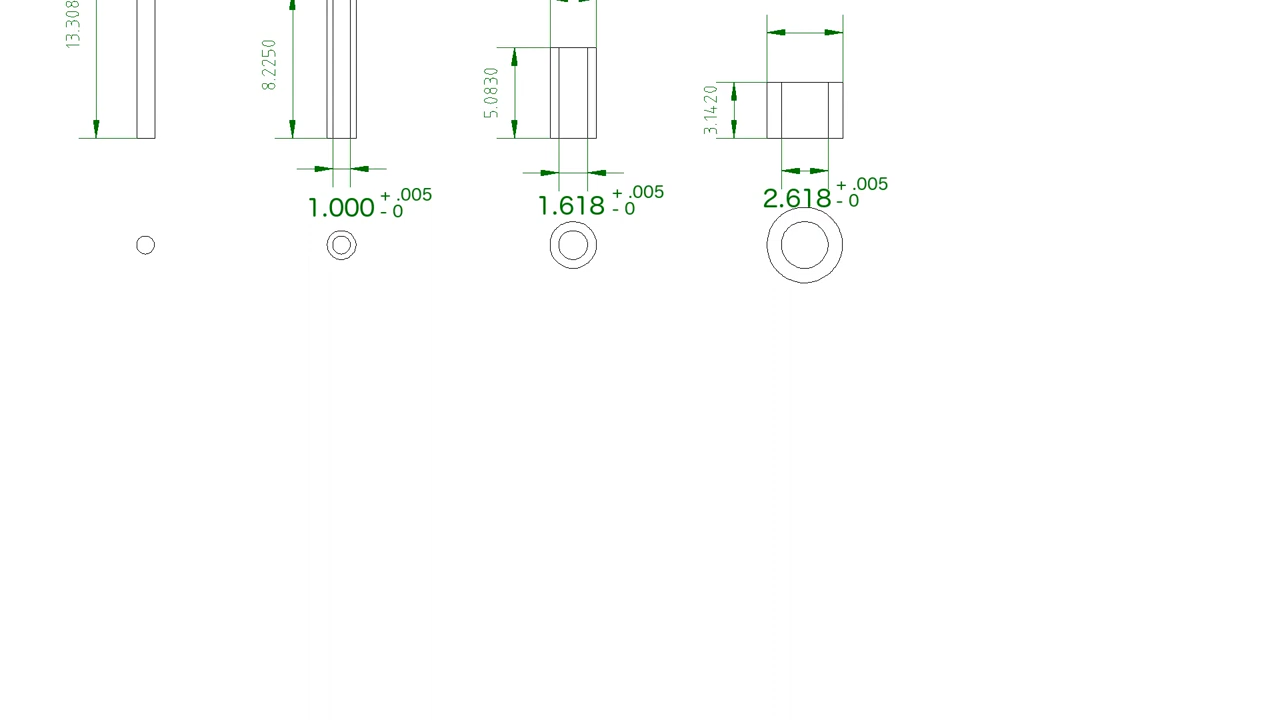 13.308
8.2250
5.0830
3.1420
1.000 + .005
- 0
1.618 + .005
- 0
2.618 + .005
- 0